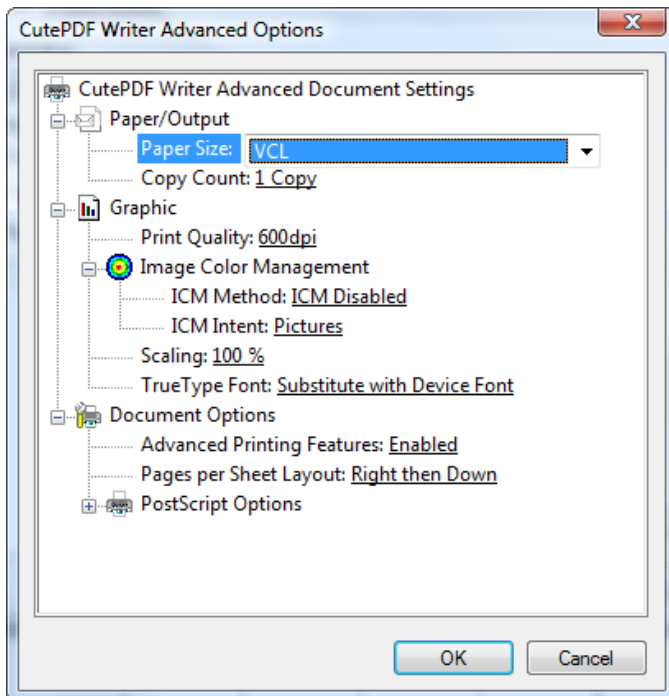 CutePDF Writer Advanced Options
CutePDF Writer Advanced Document Settings
Paper/Output
Paper Size: VCL
Copy Count: 1 Copy
Graphic
Print Quality: 600dpi
Image Color Management
ICM Method: ICM Disabled
ICM Intent: Pictures
Scaling: 100 %
TrueType Font: Substitute with Device Font
Document Options
Advanced Printing Features: Enabled
Pages per Sheet Layout: Right then Down
PostScript Options
OK Cancel